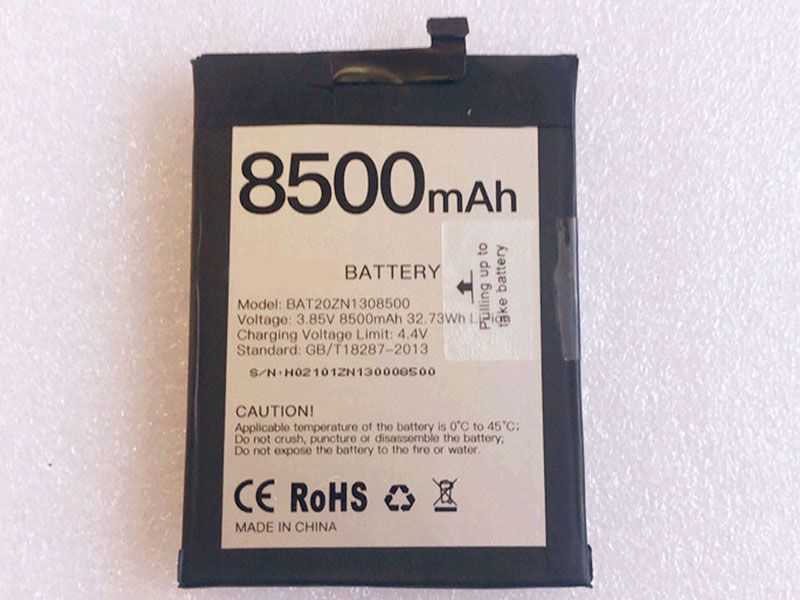 8500mAh
BATTERY
Model: BAT20ZN1308500
Voltage: 3.85V 8500mAh 32.73Wh
Charging Voltage Limit: 4.4V
Standard: GB/T18287-2013
S/N:H02101ZN130008500
Pulling up to
take battery
CAUTION!
Applicable temperature of the battery is 0°C to 45°C;
Do not crush, puncture or disassemble the battery;
Do not expose the battery to the fire or water.
CE RoHS
MADE IN CHINA